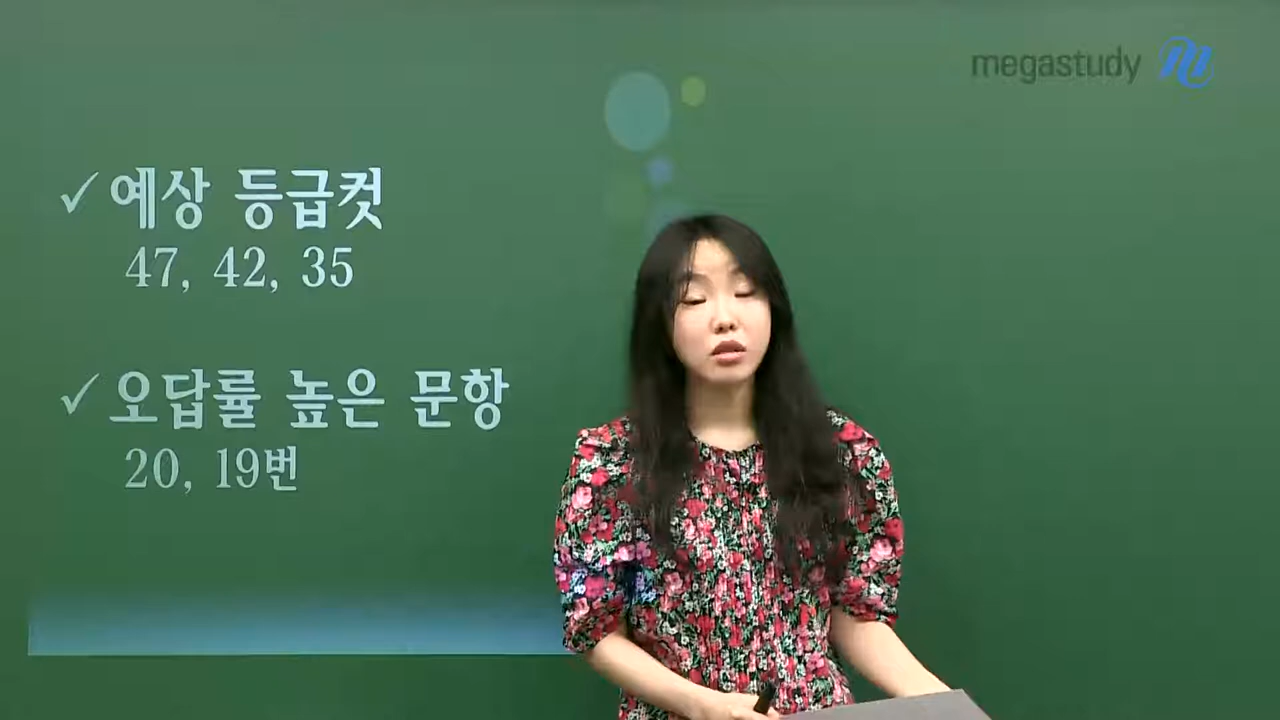 megastudy
✓ 예상 등급컷
47, 42, 35
✓ 오답률 높은 문항
20, 19번